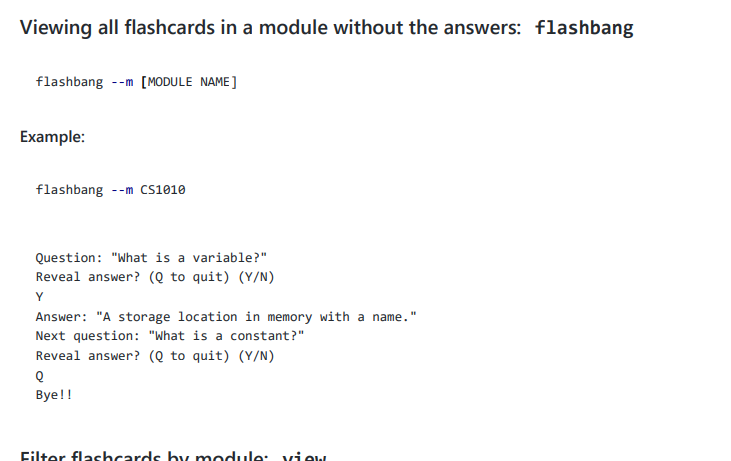 Viewing all flashcards in a module without the answers: flashbang
flashbang --m [MODULE NAME]
Example:
flashbang --m CS1010
Question: "What is a variable?"
Reveal answer? (Q to quit) (Y/N)
Y
Answer: "A storage location in memory with a name."
Next question: "What is a constant?"
Reveal answer? (Q to quit) (Y/N)
Q
Bye!!
Filter flashcards by module: view